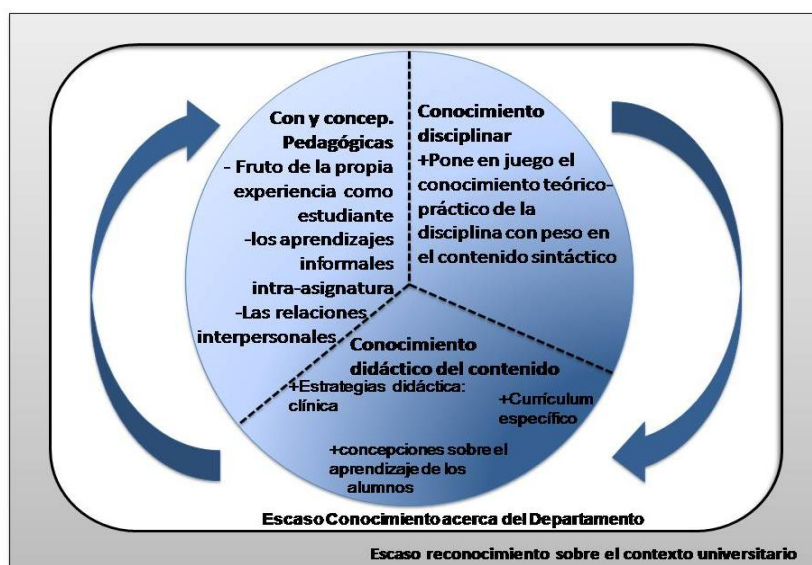 Con y concep.
Pedagógicas
- Fruto de la propia
experiencia como
estudiante
-los aprendizajes
informales
intra-asignatura
-Las relaciones
interpersonales
Conocimiento
disciplinar
+Pone en juego el
conocimiento teórico-
práctico de la
disciplina con peso en
el contenido sintáctico
Conocimiento
didáctico del contenido
+Estrategias didáctica:
clínica
+Currículum
específico
+concepciones sobre el
aprendizaje de los
alumnos
Escaso Conocimiento acerca del Departamento
Escaso reconocimiento sobre el contexto universitario